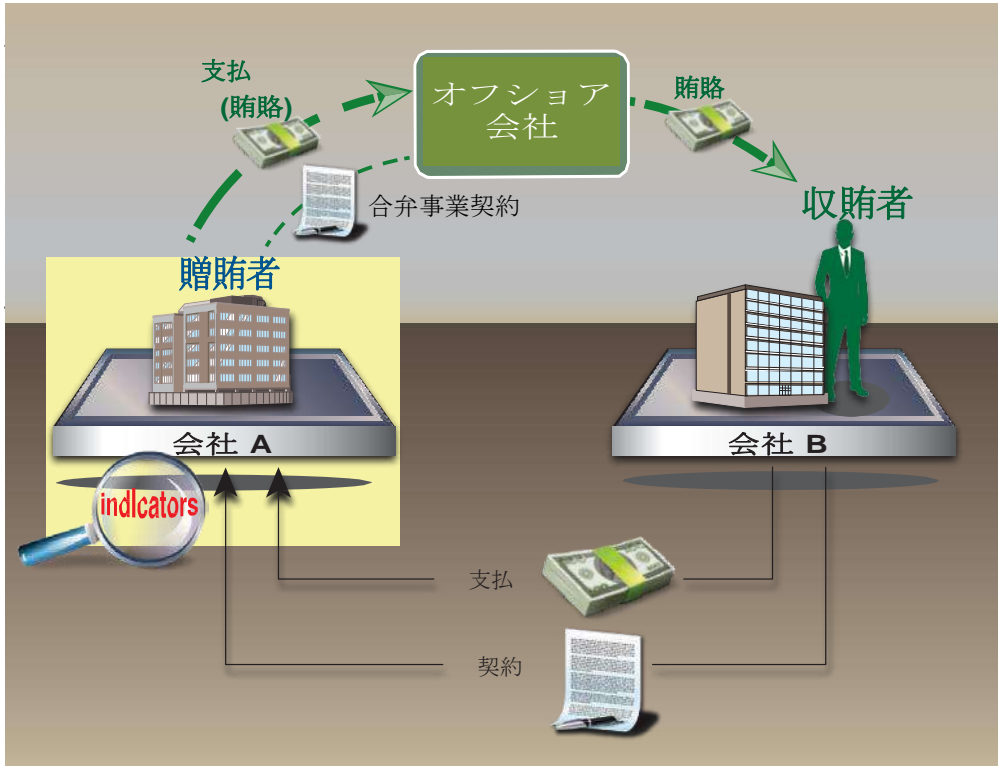 支払
(賄賂)
オフショア
会社
賄賂
合弁事業契約
収賄者
贈賄者
会社 A
会社 B
indIcators
支払
契約